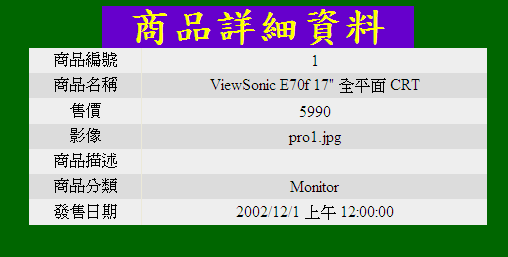 商品詳細資料
商品編號 1
商品名稱 ViewSonic E70f 17" 全平面 CRT
售價 5990
影像 pro1.jpg
商品描述
商品分類 Monitor
發售日期 2002/12/1 上午 12:00:00